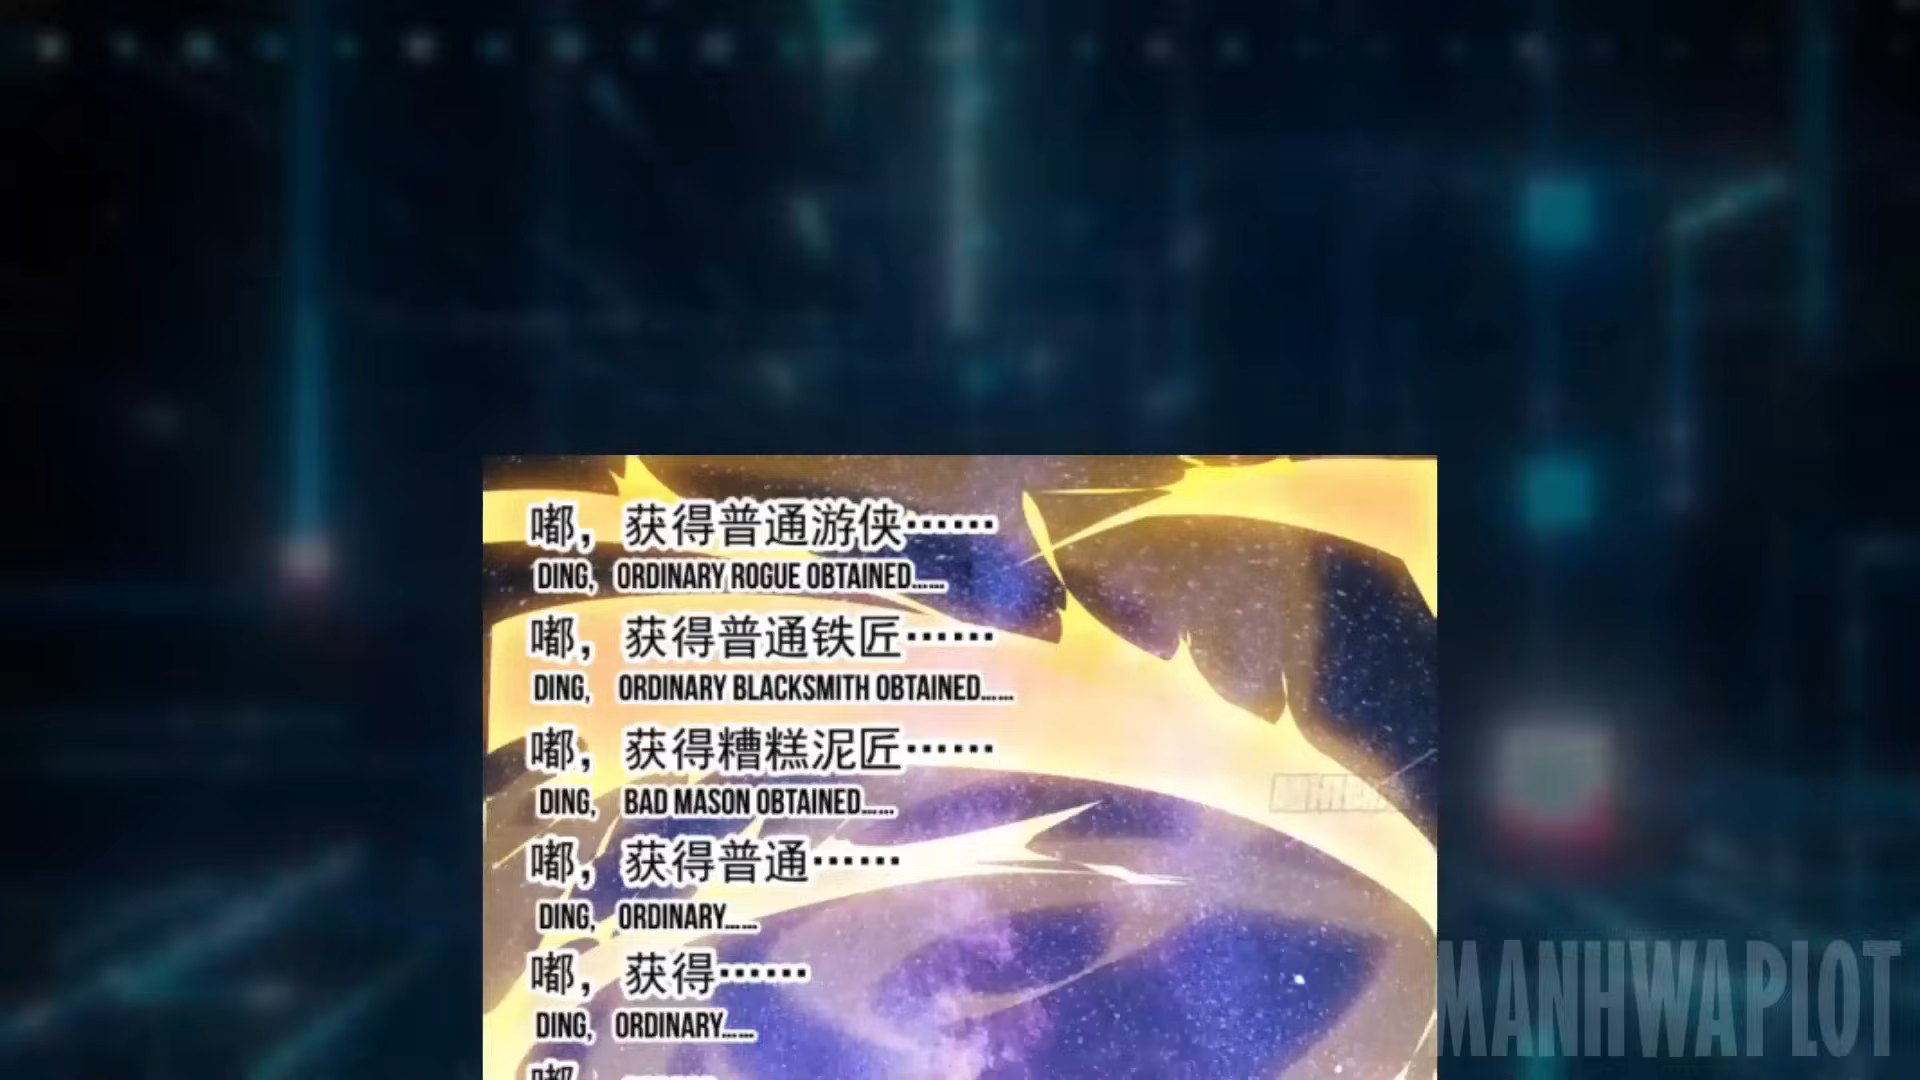 嘟，获得普通游侠……
DING, ORDINARY ROGUE OBTAINED......
嘟，获得普通铁匠……
DING, ORDINARY BLACKSMITH OBTAINED......
嘟，获得糟糕泥匠……
DING, BAD MASON OBTAINED......
嘟，获得普通……
DING, ORDINARY......
嘟，获得……
DING, ORDINARY......
MANHWAPLOT